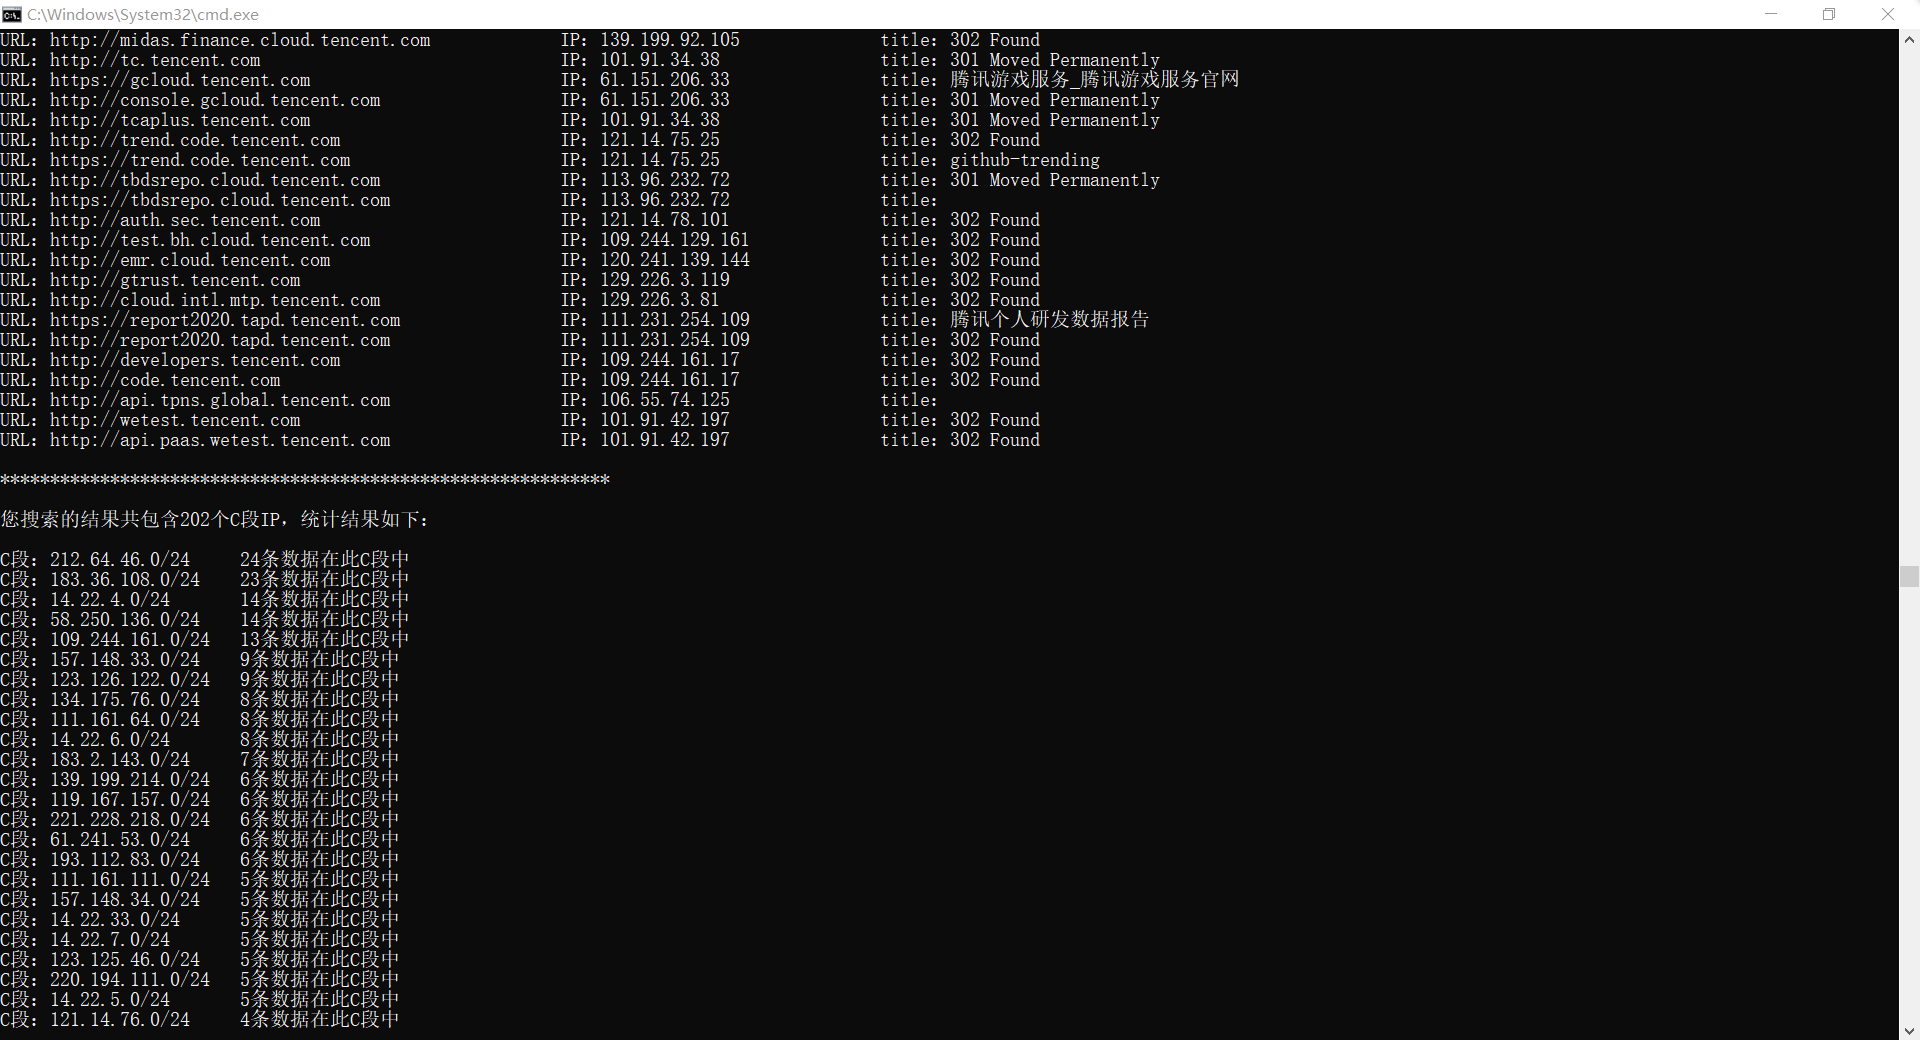 C:\Windows\System32\cmd.exe
URL: http://midas.finance.cloud.tencent.com IP: 139.199.92.105 title: 302 Found
URL: http://tc.tencent.com IP: 101.91.34.38 title: 301 Moved Permanently
URL: https://gcloud.tencent.com IP: 61.151.206.33 title: 腾讯游戏服务_腾讯游戏服务官网
URL: http://console.gcloud.tencent.com IP: 61.151.206.33 title: 301 Moved Permanently
URL: http://tcaplus.tencent.com IP: 101.91.34.38 title: 301 Moved Permanently
URL: http://trend.code.tencent.com IP: 121.14.75.25 title: 302 Found
URL: https://trend.code.tencent.com IP: 121.14.75.25 title: github-trending
URL: http://tbdsrepo.cloud.tencent.com IP: 113.96.232.72 title: 301 Moved Permanently
URL: https://tbdsrepo.cloud.tencent.com IP: 113.96.232.72 title:
URL: http://auth.sec.tencent.com IP: 121.14.78.101 title: 302 Found
URL: http://test.bh.cloud.tencent.com IP: 109.244.129.161 title: 302 Found
URL: http://emr.cloud.tencent.com IP: 120.241.139.144 title: 302 Found
URL: http://gtrust.tencent.com IP: 129.226.3.119 title: 302 Found
URL: http://cloud.intl.mtp.tencent.com IP: 129.226.3.81 title: 302 Found
URL: https://report2020.tapd.tencent.com IP: 111.231.254.109 title: 腾讯个人研发数据报告
URL: http://report2020.tapd.tencent.com IP: 111.231.254.109 title: 302 Found
URL: http://developers.tencent.com IP: 109.244.161.17 title: 302 Found
URL: http://code.tencent.com IP: 109.244.161.17 title: 302 Found
URL: http://api.tpns.global.tencent.com IP: 106.55.74.125 title:
URL: http://wetest.tencent.com IP: 101.91.42.197 title: 302 Found
URL: http://api.paas.wetest.tencent.com IP: 101.91.42.197 title: 302 Found
*************************************************************
您搜索的结果共包含202个C段IP，统计结果如下：
C段: 212.64.46.0/24 24条数据在此C段中
C段: 183.36.108.0/24 23条数据在此C段中
C段: 14.22.4.0/24 14条数据在此C段中
C段: 58.250.136.0/24 14条数据在此C段中
C段: 109.244.161.0/24 13条数据在此C段中
C段: 157.148.33.0/24 9条数据在此C段中
C段: 123.126.122.0/24 9条数据在此C段中
C段: 134.175.76.0/24 8条数据在此C段中
C段: 111.161.64.0/24 8条数据在此C段中
C段: 14.22.6.0/24 8条数据在此C段中
C段: 183.2.143.0/24 7条数据在此C段中
C段: 139.199.214.0/24 6条数据在此C段中
C段: 119.167.157.0/24 6条数据在此C段中
C段: 221.228.218.0/24 6条数据在此C段中
C段: 61.241.53.0/24 6条数据在此C段中
C段: 193.112.83.0/24 6条数据在此C段中
C段: 111.161.111.0/24 5条数据在此C段中
C段: 157.148.34.0/24 5条数据在此C段中
C段: 14.22.33.0/24 5条数据在此C段中
C段: 14.22.7.0/24 5条数据在此C段中
C段: 123.125.46.0/24 5条数据在此C段中
C段: 220.194.111.0/24 5条数据在此C段中
C段: 14.22.5.0/24 5条数据在此C段中
C段: 121.14.76.0/24 4条数据在此C段中